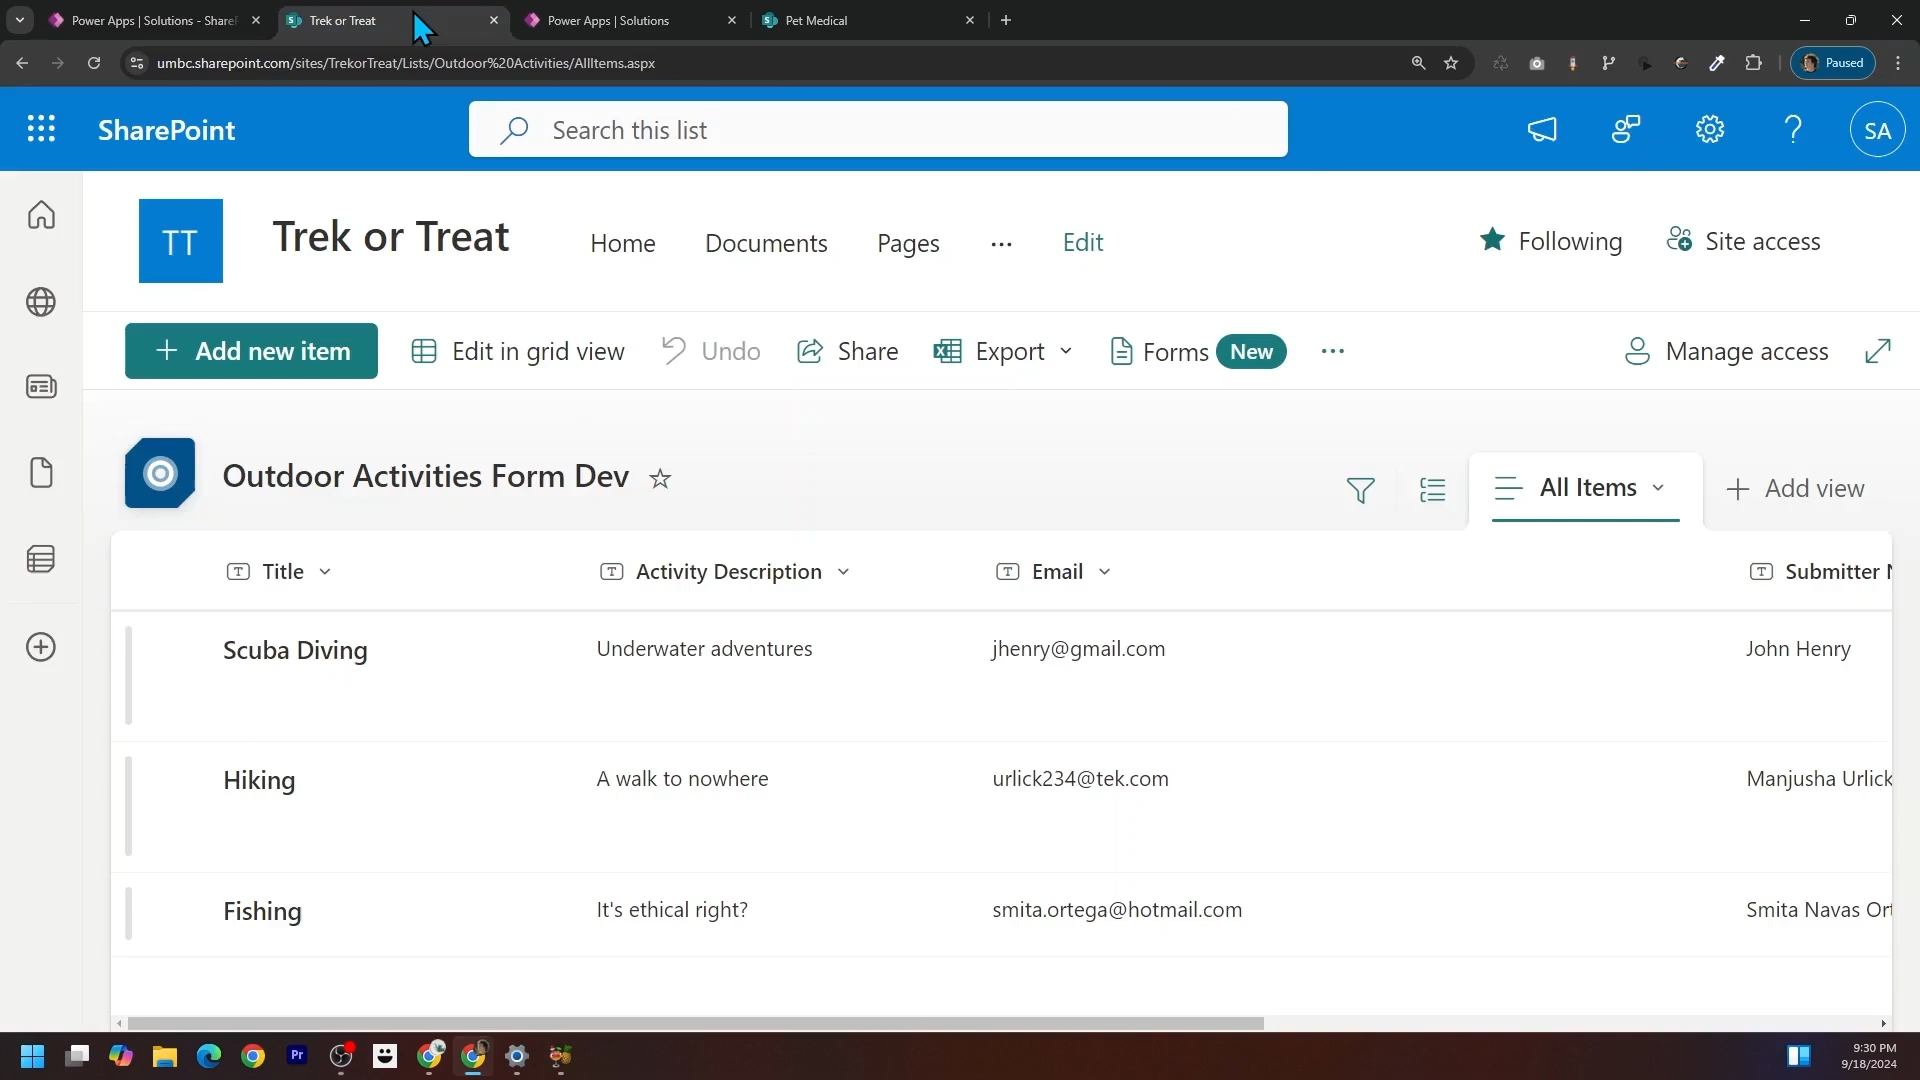 Power Apps | Solutions - ShareP
Trek or Treat
Power Apps | Solutions
Pet Medical
umbc.sharepoint.com/sites/TrekorTreat/Lists/Outdoor%20Activities/AllItems.aspx
Paused
SharePoint
Search this list
SA
TT
Trek or Treat
Home
Documents
Pages
Edit
Following
Site access
Add new item
Edit in grid view
Undo
Share
Export
Forms
New
Manage access
Outdoor Activities Form Dev
All Items
Add view
Title
Activity Description
Email
Submitter N
Scuba Diving
Underwater adventures
jhenry@gmail.com
John Henry
Hiking
A walk to nowhere
urlick234@tek.com
Manjusha Urlick
Fishing
It's ethical right?
smita.ortega@hotmail.com
Smita Navas Ort
Pr
9:30 PM
9/18/2024